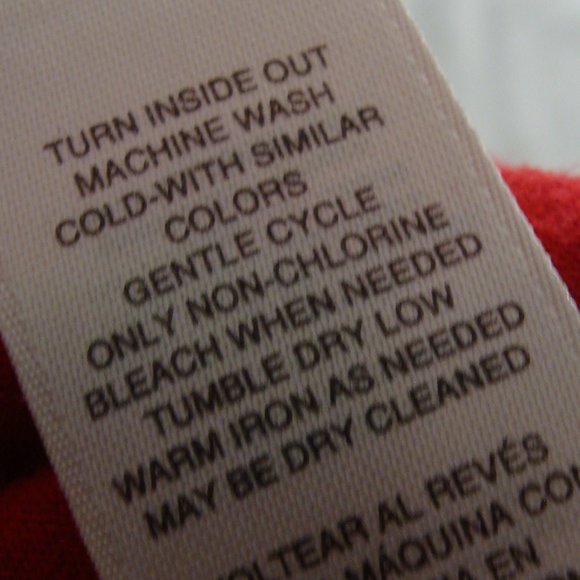 TURN INSIDE OUT
MACHINE WASH
COLD-WITH SIMILAR
COLORS
GENTLE CYCLE
ONLY NON-CHLORINE
BLEACH WHEN NEEDED
TUMBLE DRY LOW
WARM IRON AS NEEDED
MAY BE DRY CLEANED
AL REVÉS
MÁQUINA
EN